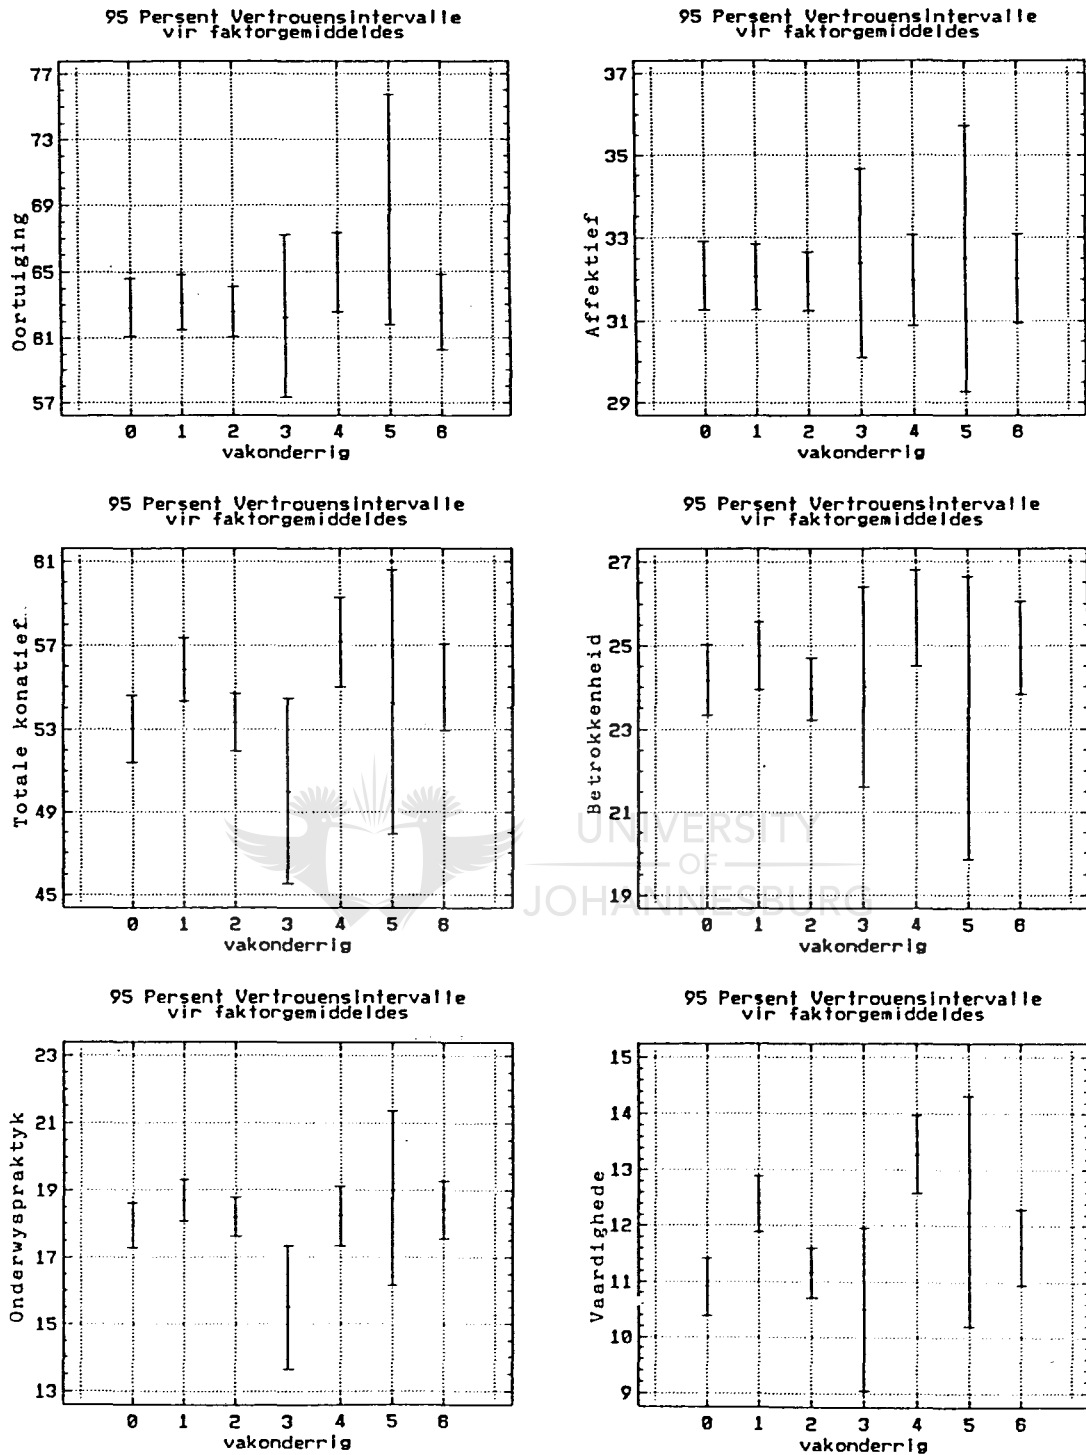 95 Persent Vertrouensintervalle
vir faktorgemiddeldes
77
73
69
65
61
57
Oortuiging
0 1 2 3 4 5 6
vakonderrig
95 Persent Vertrouensintervalle
vir faktorgemiddeldes
37
35
33
31
29
Affektief
0 1 2 3 4 5 6
vakonderrig
95 Persent Vertrouensintervalle
vir faktorgemiddeldes
61
57
53
49
45
Totale konatief
0 1 2 3 4 5 6
vakonderrig
95 Persent Vertrouensintervalle
vir faktorgemiddeldes
27
25
23
21
19
Betrokkenheid
0 1 2 3 4 5 6
vakonderrig
UNIVERSITY
OF
JOHANNESBURG
95 Persent Vertrouensintervalle
vir faktorgemiddeldes
23
21
19
17
15
13
Onderwyspraktyk
0 1 2 3 4 5 6
vakonderrig
95 Persent Vertrouensintervalle
vir faktorgemiddeldes
15
14
13
12
11
10
9
Vaardighede
0 1 2 3 4 5 6
vakonderrig